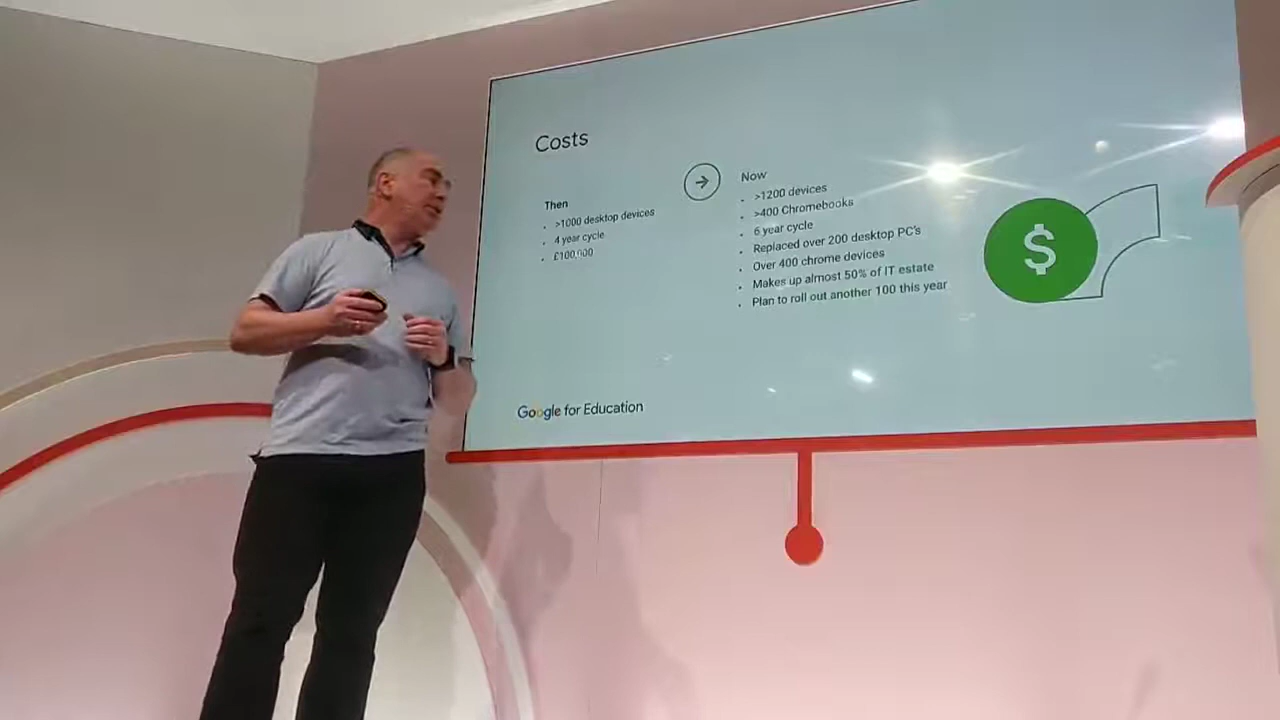 Costs
Then
>1000 desktop devices
4 year cycle
£100,000
Now
>1200 devices
>400 Chromebooks
6 year cycle
Replaced over 200 desktop PC's
Over 400 chrome devices
Makes up almost 50% of IT estate
Plan to roll out another 100 this year
$
Google for Education